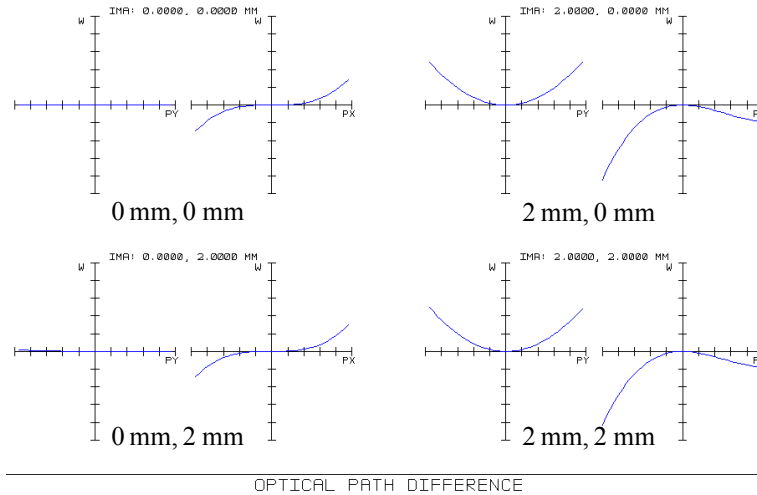 W IMA: 0.0000, 0.0000 MM W
PY PX
0 mm, 0 mm
W IMA: 2.0000, 0.0000 MM W
PY P
2 mm, 0 mm
W IMA: 0.0000, 2.0000 MM W
PY PX
0 mm, 2 mm
W IMA: 2.0000, 2.0000 MM W
PY P
2 mm, 2 mm
OPTICAL PATH DIFFERENCE